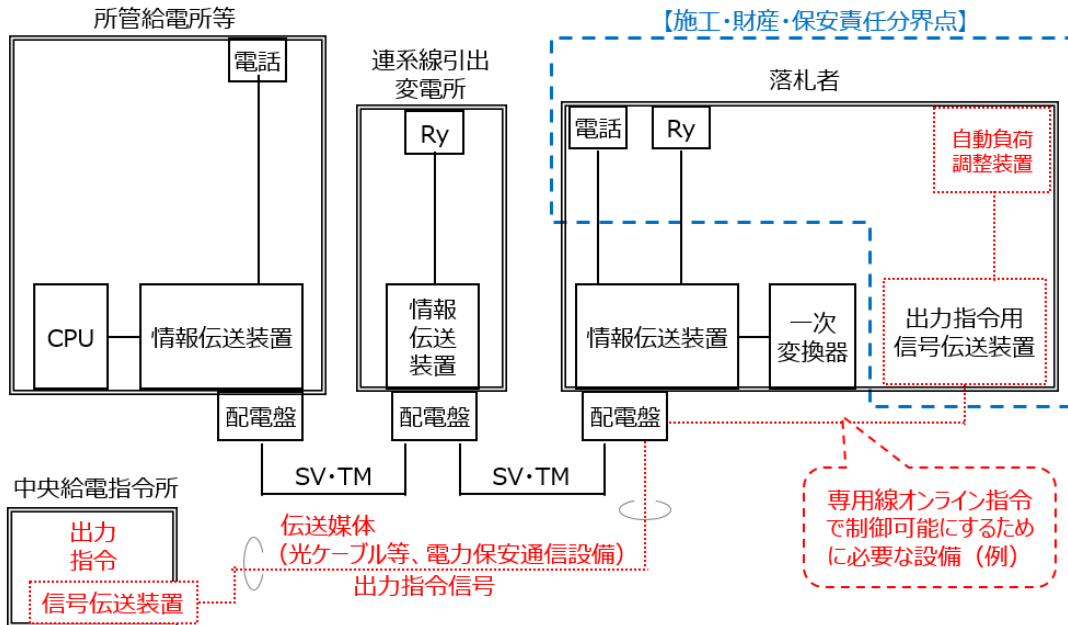 所管給電所等
電話
CPU
情報伝送装置
配電盤
連系線引出
変電所
Ry
情報
伝送
装置
配電盤
【施工・財産・保安責任分界点】
落札者
電話
Ry
自動負荷
調整装置
情報伝送装置
一次
変換器
出力指令用
信号伝送装置
配電盤
SV・TM
SV・TM
中央給電指令所
出力
指令
信号伝送装置
伝送媒体
（光ケーブル等、電力保安通信設備）
出力指令信号
専用線オンライン指令
で制御可能にするため
に必要な設備（例）